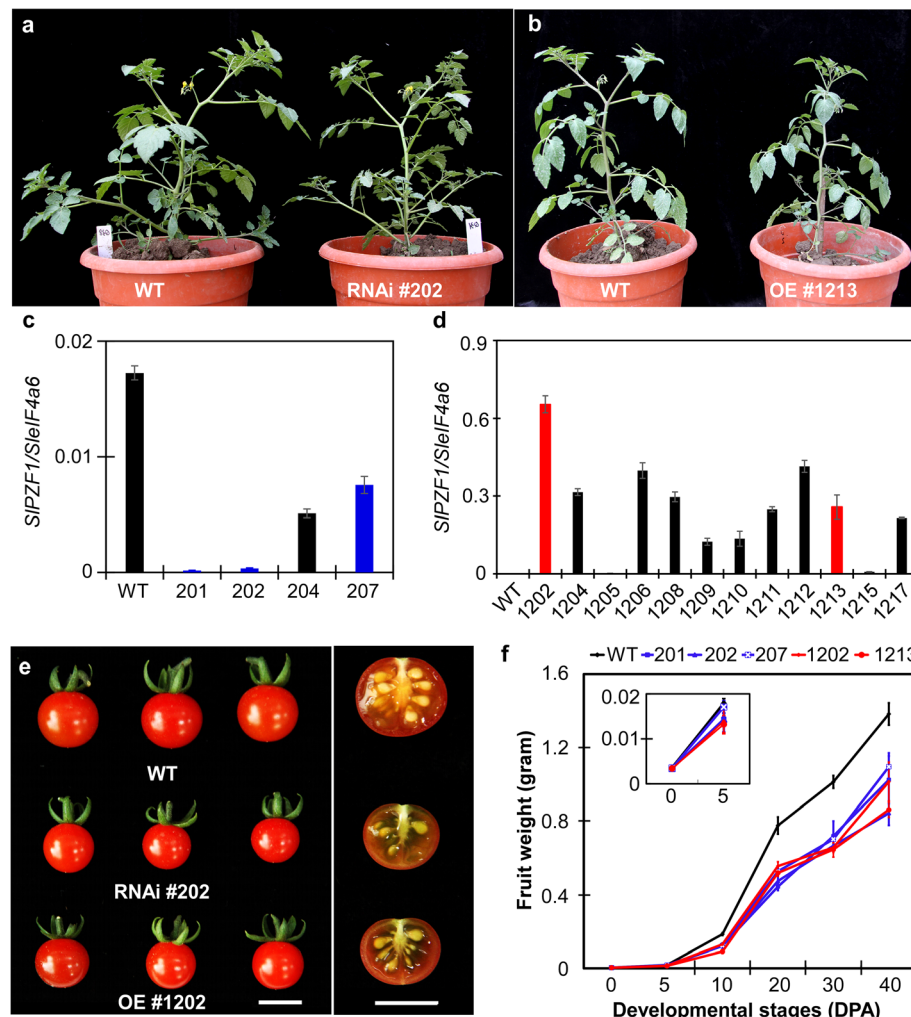 a
WT
RNAi #202
b
WT
OE #1213
c
SlPZF1/SleIF4a6
0.02
0.01
0
WT 201 202 204 207
d
SlPZF1/SleIF4a6
0.9
0.6
0.3
0
WT 1202 1204 1205 1206 1208 1209 1210 1211 1212 1213 1215 1217
e
WT
RNAi #202
OE #1202
f
WT 201 202 207 1202 1213
Fruit weight (gram)
1.6
1.2
0.8
0.4
0
0.02
0.01
0
0 5
0 5 10 20 30 40
Developmental stages (DPA)